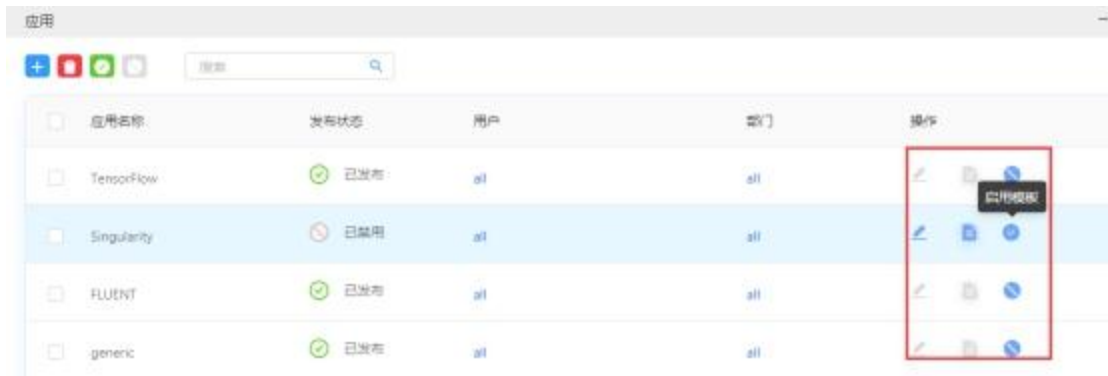 应用
搜索
应用名称 发布状态 用户 部门 操作
TensorFlow 已发布 all all
启用模板
Singularity 已禁用 all all
FLUENT 已发布 all all
generic 已发布 all all